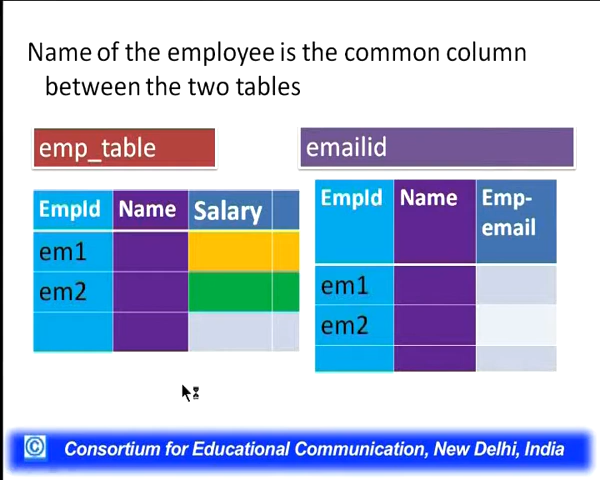 Name of the employee is the common column
between the two tables
emp_table
emailid
EmpId Name Salary
em1
em2
EmpId Name Emp-
email
em1
em2
© Consortium for Educational Communication, New Delhi, India